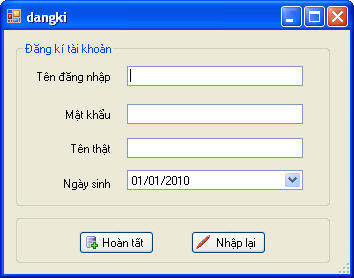 dangki
Đăng kí tài khoản
Tên đăng nhập
Mật khẩu
Tên thật
Ngày sinh 01/01/2010
Hoàn tất Nhập lại